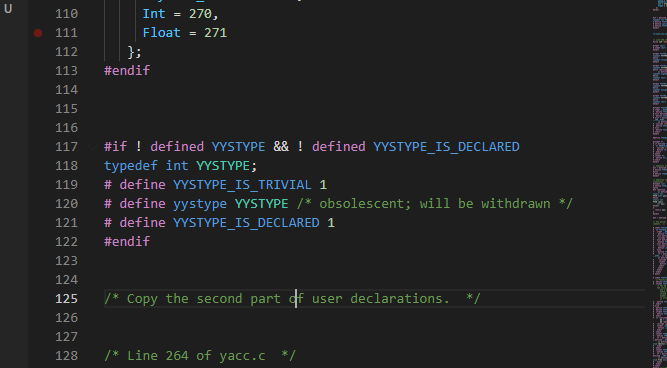 U
110 Int = 270,
111 Float = 271
112 };
113 #endif
114
115
116
117 #if ! defined YYSTYPE && ! defined YYSTYPE_IS_DECLARED
118 typedef int YYSTYPE;
119 # define YYSTYPE_IS_TRIVIAL 1
120 # define yystype YYSTYPE /* obsolescent; will be withdrawn */
121 # define YYSTYPE_IS_DECLARED 1
122 #endif
123
124
125 /* Copy the second part of user declarations.  */
126
127
128 /* Line 264 of yacc.c  */